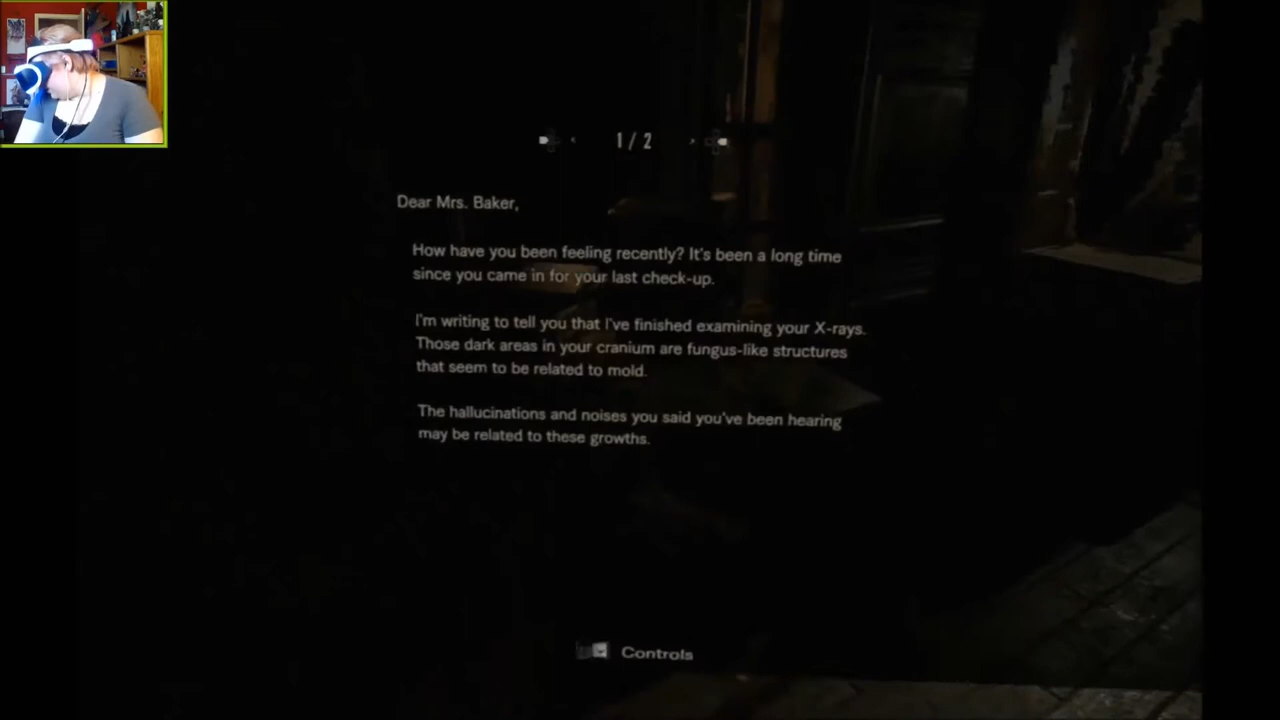 1 / 2
Dear Mrs. Baker,
How have you been feeling recently? It's been a long time
since you came in for your last check-up.
I'm writing to tell you that I've finished examining your X-rays.
Those dark areas in your cranium are fungus-like structures
that seem to be related to mold.
The hallucinations and noises you said you've been hearing
may be related to these growths.
Controls